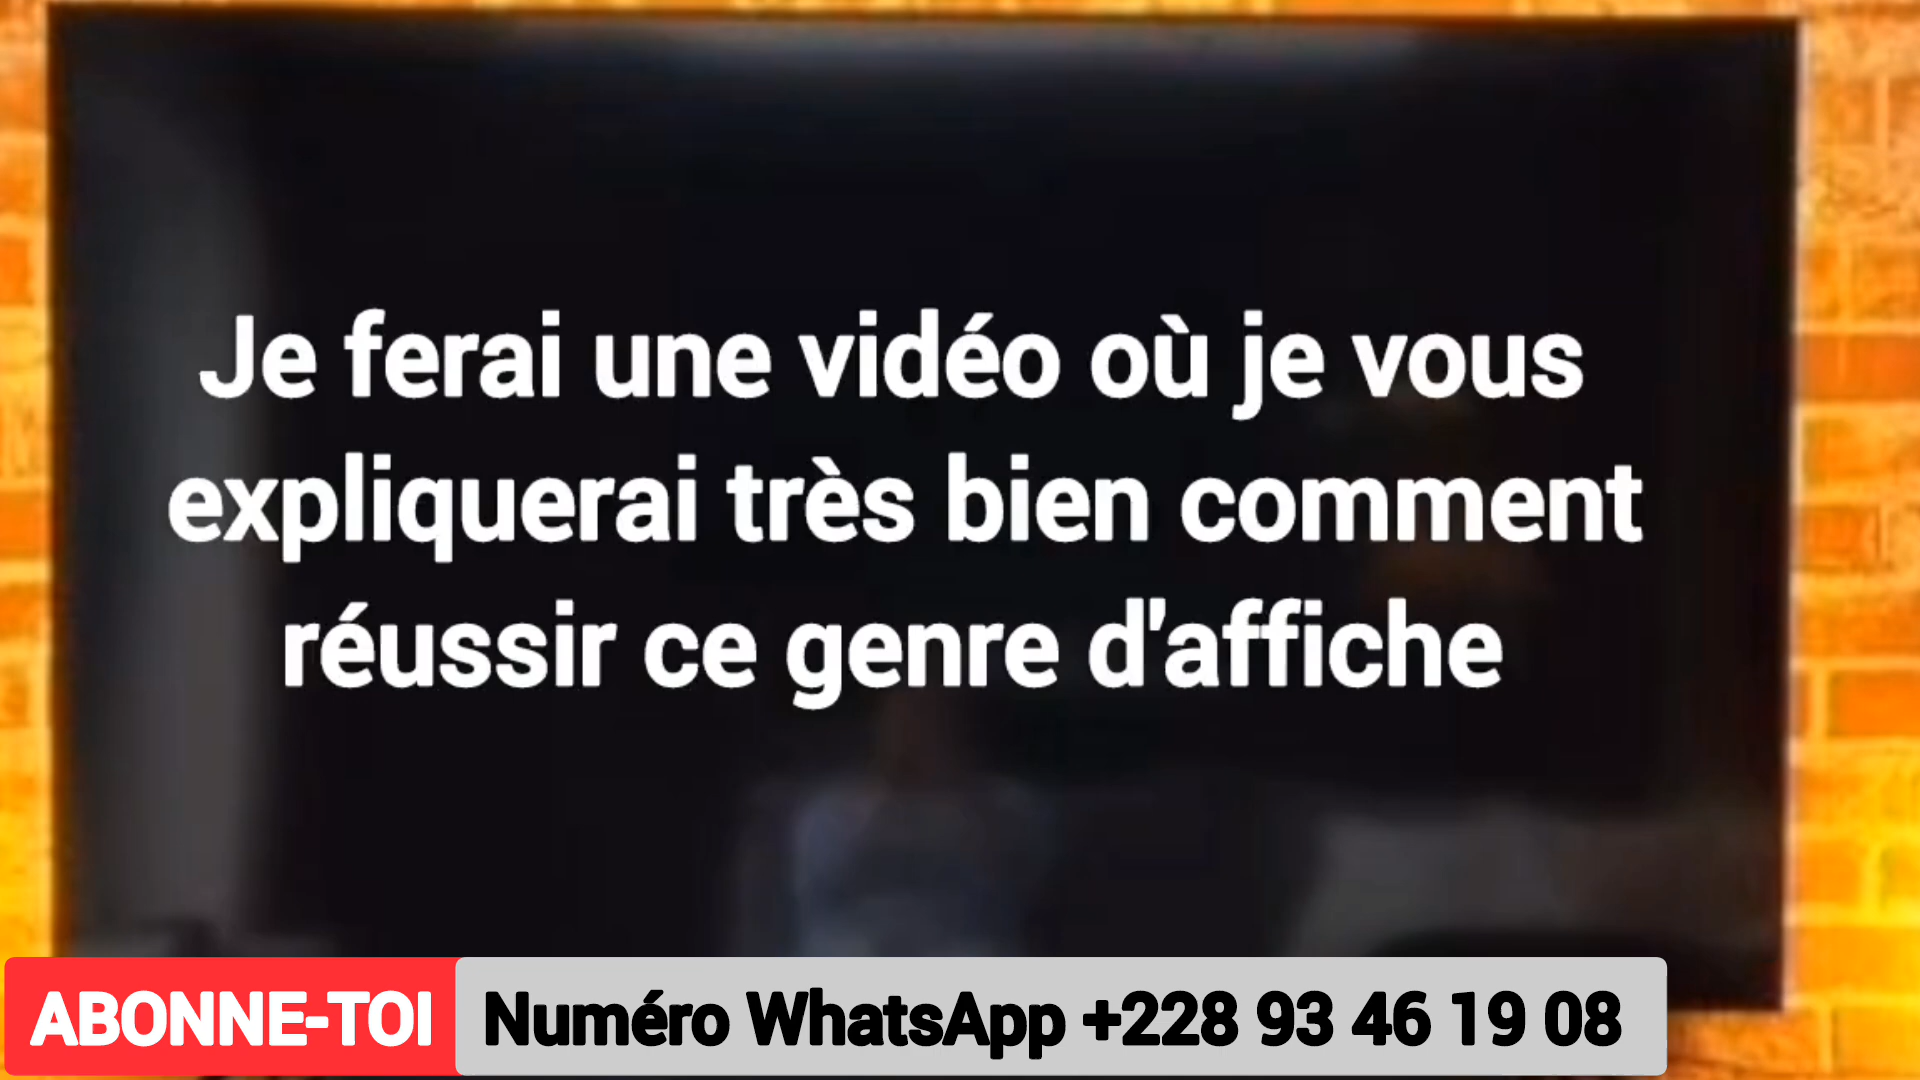 Je ferai une vidéo où je vous
expliquerai très bien comment
réussir ce genre d'affiche
ABONNE-TOI Numéro WhatsApp +228 93 46 19 08